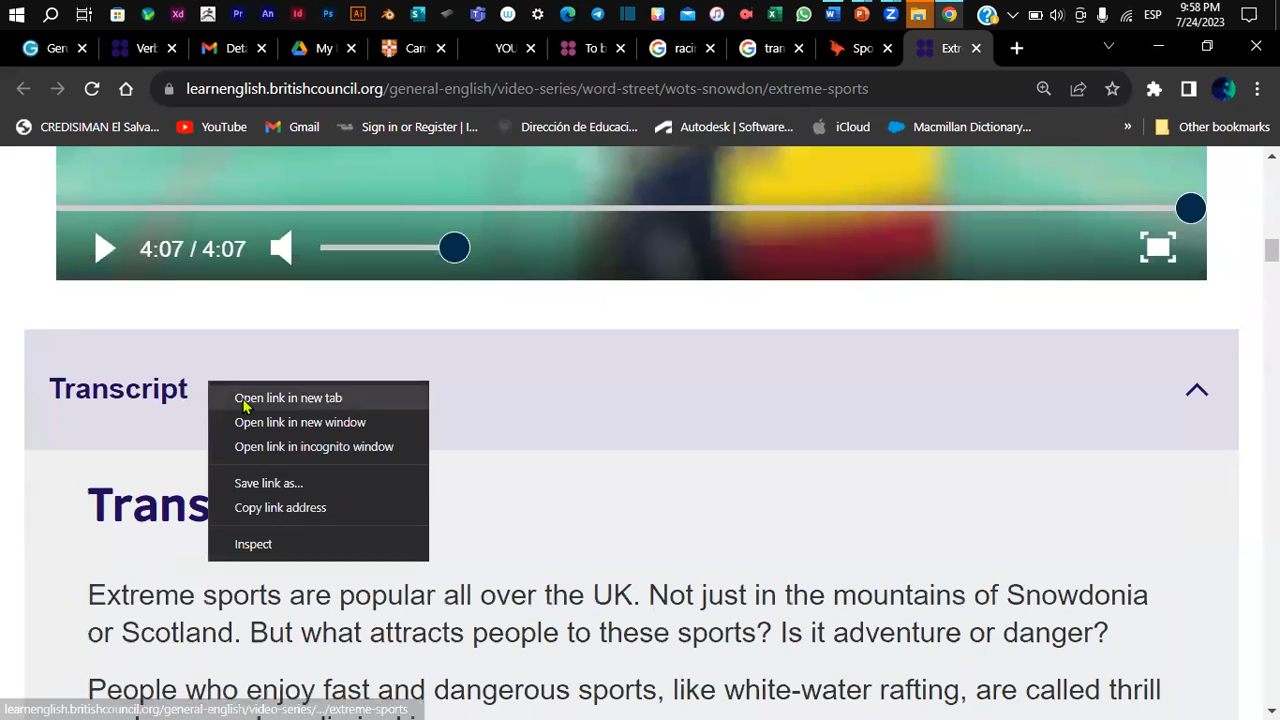 9:58 PM
ESP
7/24/2023
Gen
Verb
Deta
My I
Cam
YOU
To b
racin
tran
Spo
Extr
learnenglish.britishcouncil.org/general-english/video-series/word-street/wots-snowdon/extreme-sports
CREDISIMAN El Salva...
YouTube
Gmail
Sign in or Register | I...
Dirección de Educaci...
Autodesk | Software...
iCloud
Macmillan Dictionary...
»
Other bookmarks
4:07 / 4:07
Transcript
Open link in new tab
Open link in new window
Open link in incognito window
Save link as...
Copy link address
Inspect
Trans
Extreme sports are popular all over the UK. Not just in the mountains of Snowdonia
or Scotland. But what attracts people to these sports? Is it adventure or danger?
People who enjoy fast and dangerous sports, like white-water rafting, are called thrill
learnenglish.britishcouncil.org/general-english/video-series/.../extreme-sports